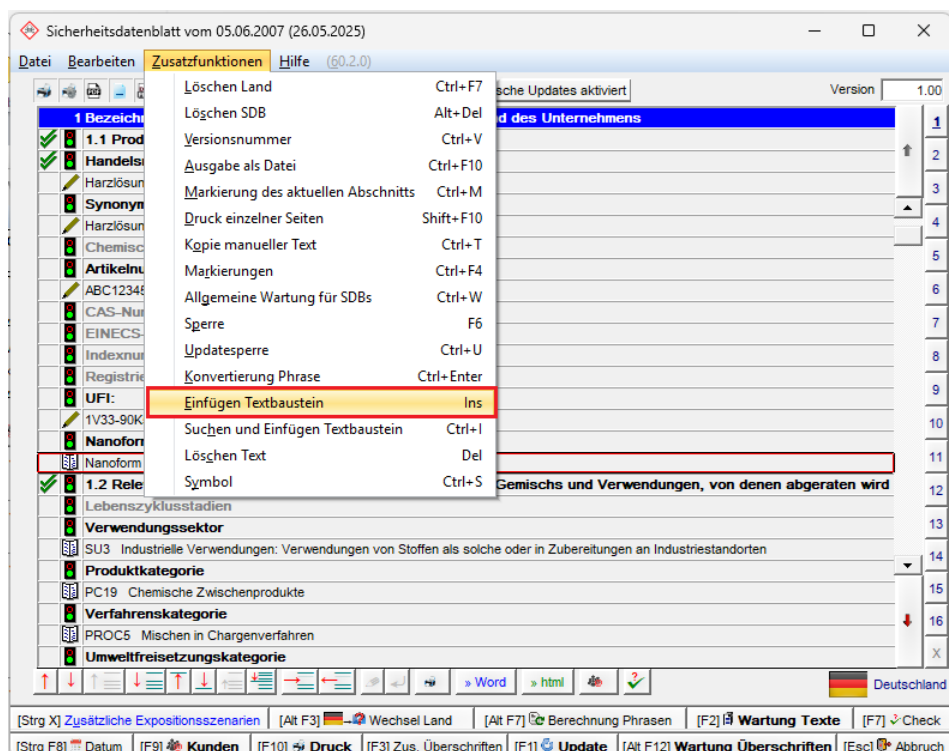 Sicherheitsdatenblatt vom 05.06.2007 (26.05.2025)
Datei Bearbeiten Zusatzfunktionen Hilfe (60.2.0)
sche Updates aktiviert Version 1.00
Löschen Land Ctrl+F7
Löschen SDB Alt+Del
Versionsnummer Ctrl+V
Ausgabe als Datei Ctrl+F10
Markierung des aktuellen Abschnitts Ctrl+M
Druck einzelner Seiten Shift+F10
Kopie manueller Text Ctrl+T
Markierungen Ctrl+F4
Allgemeine Wartung für SDBs Ctrl+W
Sperre F6
Updatesperre Ctrl+U
Konvertierung Phrase Ctrl+Enter
Einfügen Textbaustein Ins
Suchen und Einfügen Textbaustein Ctrl+I
Löschen Text Del
Symbol Ctrl+S
1 Bezeichn d des Unternehmens
1.1 Prod
Handelsn
Harzlösun
Synonym
Harzlösun
Chemisc
Artikelnu
ABC12345
CAS-Nu
EINECS-
Indexnu
Registrie
UFI:
1V33-90K
Nanoform
Nanoform
1.2 Rele Gemischs und Verwendungen, von denen abgeraten wird
Lebenszyklusstadien
Verwendungssektor
SU3 Industrielle Verwendungen: Verwendungen von Stoffen als solche oder in Zubereitungen an Industriestandorten
Produktkategorie
PC19 Chemische Zwischenprodukte
Verfahrenskategorie
PROC5 Mischen in Chargenverfahren
Umweltfreisetzungskategorie
1
2
3
4
5
6
7
8
9
10
11
12
13
14
15
16
X
» Word » html Deutschland
[Strg X] Zusätzliche Expositionsszenarien [Alt F3] Wechsel Land [Alt F7] Berechnung Phrasen [F2] Wartung Texte [F7] Check
[Strg F8] Datum [F9] Kunden [F10] Druck [F3] Zus. Überschriften [F1] Update [Alt F12] Wartung Überschriften [Esc] Abbruch